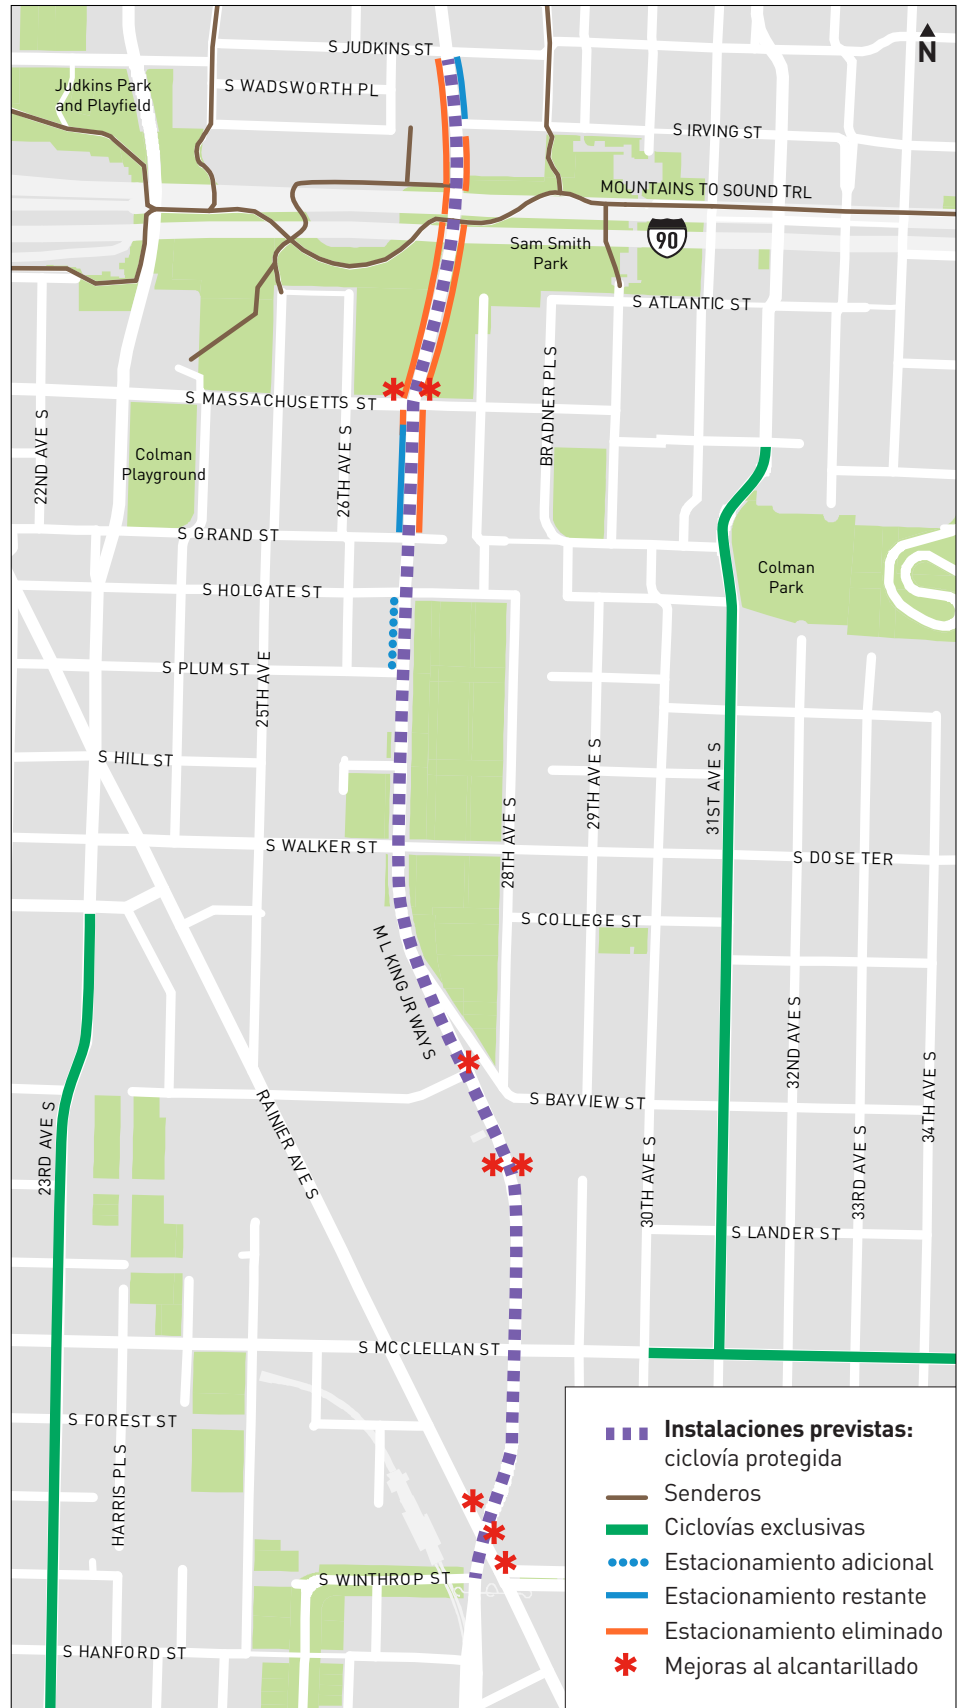 S JUDKINS ST
N
Judkins Park
and Playfield
S WADSWORTH PL
S IRVING ST
MOUNTAINS TO SOUND TRL
90
Sam Smith
Park
S ATLANTIC ST
S MASSACHUSETTS ST
BRADNER PL S
22ND AVE S
26TH AVE S
Colman
Playground
S GRAND ST
Colman
Park
S HOLGATE ST
S PLUM ST
25TH AVE
S HILL ST
29TH AVE S
31ST AVE S
28TH AVE S
S WALKER ST
S DOSE TER
S COLLEGE ST
M L KING JR WAY S
32ND AVE S
34TH AVE S
S BAYVIEW ST
RAINIER AVE S
23RD AVE S
30TH AVE S
33RD AVE S
S LANDER ST
S MCCLELLAN ST
S FOREST ST
HARRIS PL S
S WINTHROP ST
S HANFORD ST
Instalaciones previstas:
ciclovía protegida
Senderos
Ciclovías exclusivas
Estacionamiento adicional
Estacionamiento restante
Estacionamiento eliminado
Mejoras al alcantarillado